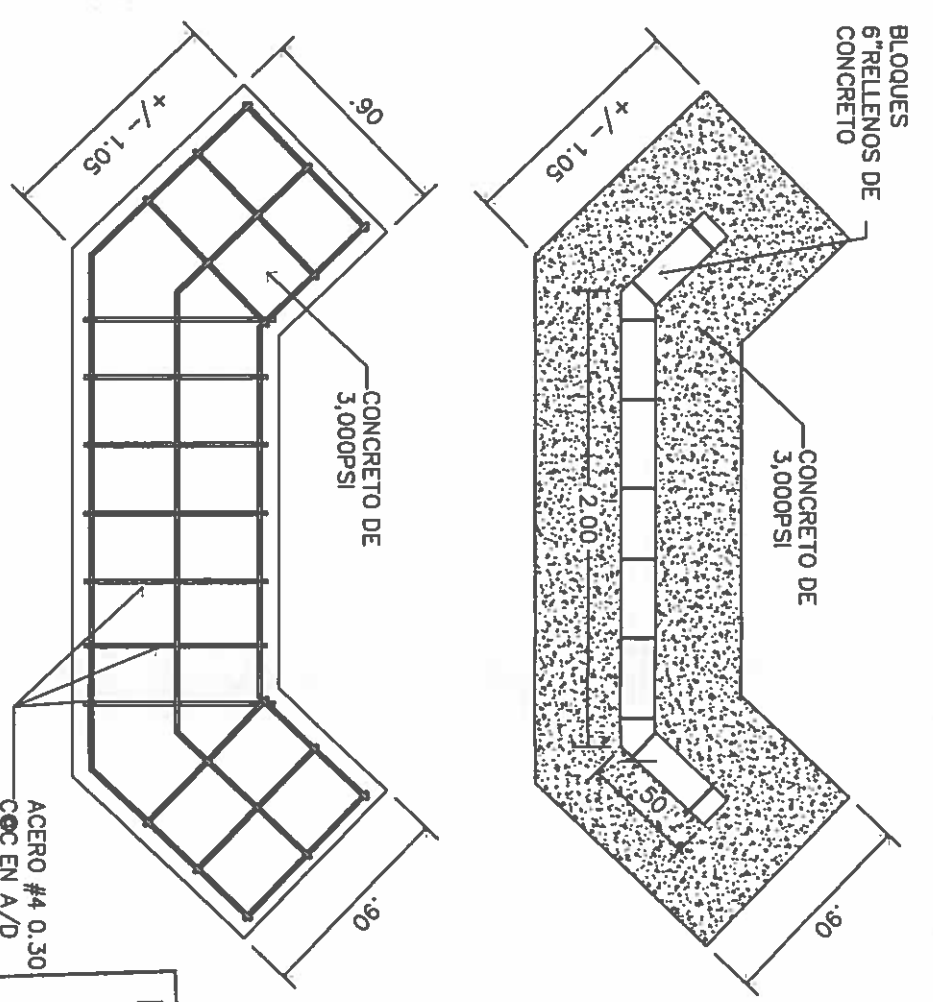 BLOQUES
6"RELLENOS DE
CONCRETO
+/- 1.05
CONCRETO DE
3,000PSI
2.00
.50
.90
.90
+/- 1.05
CONCRETO DE
3,000PSI
.90
ACERO #4 0.30
C@C EN A/D